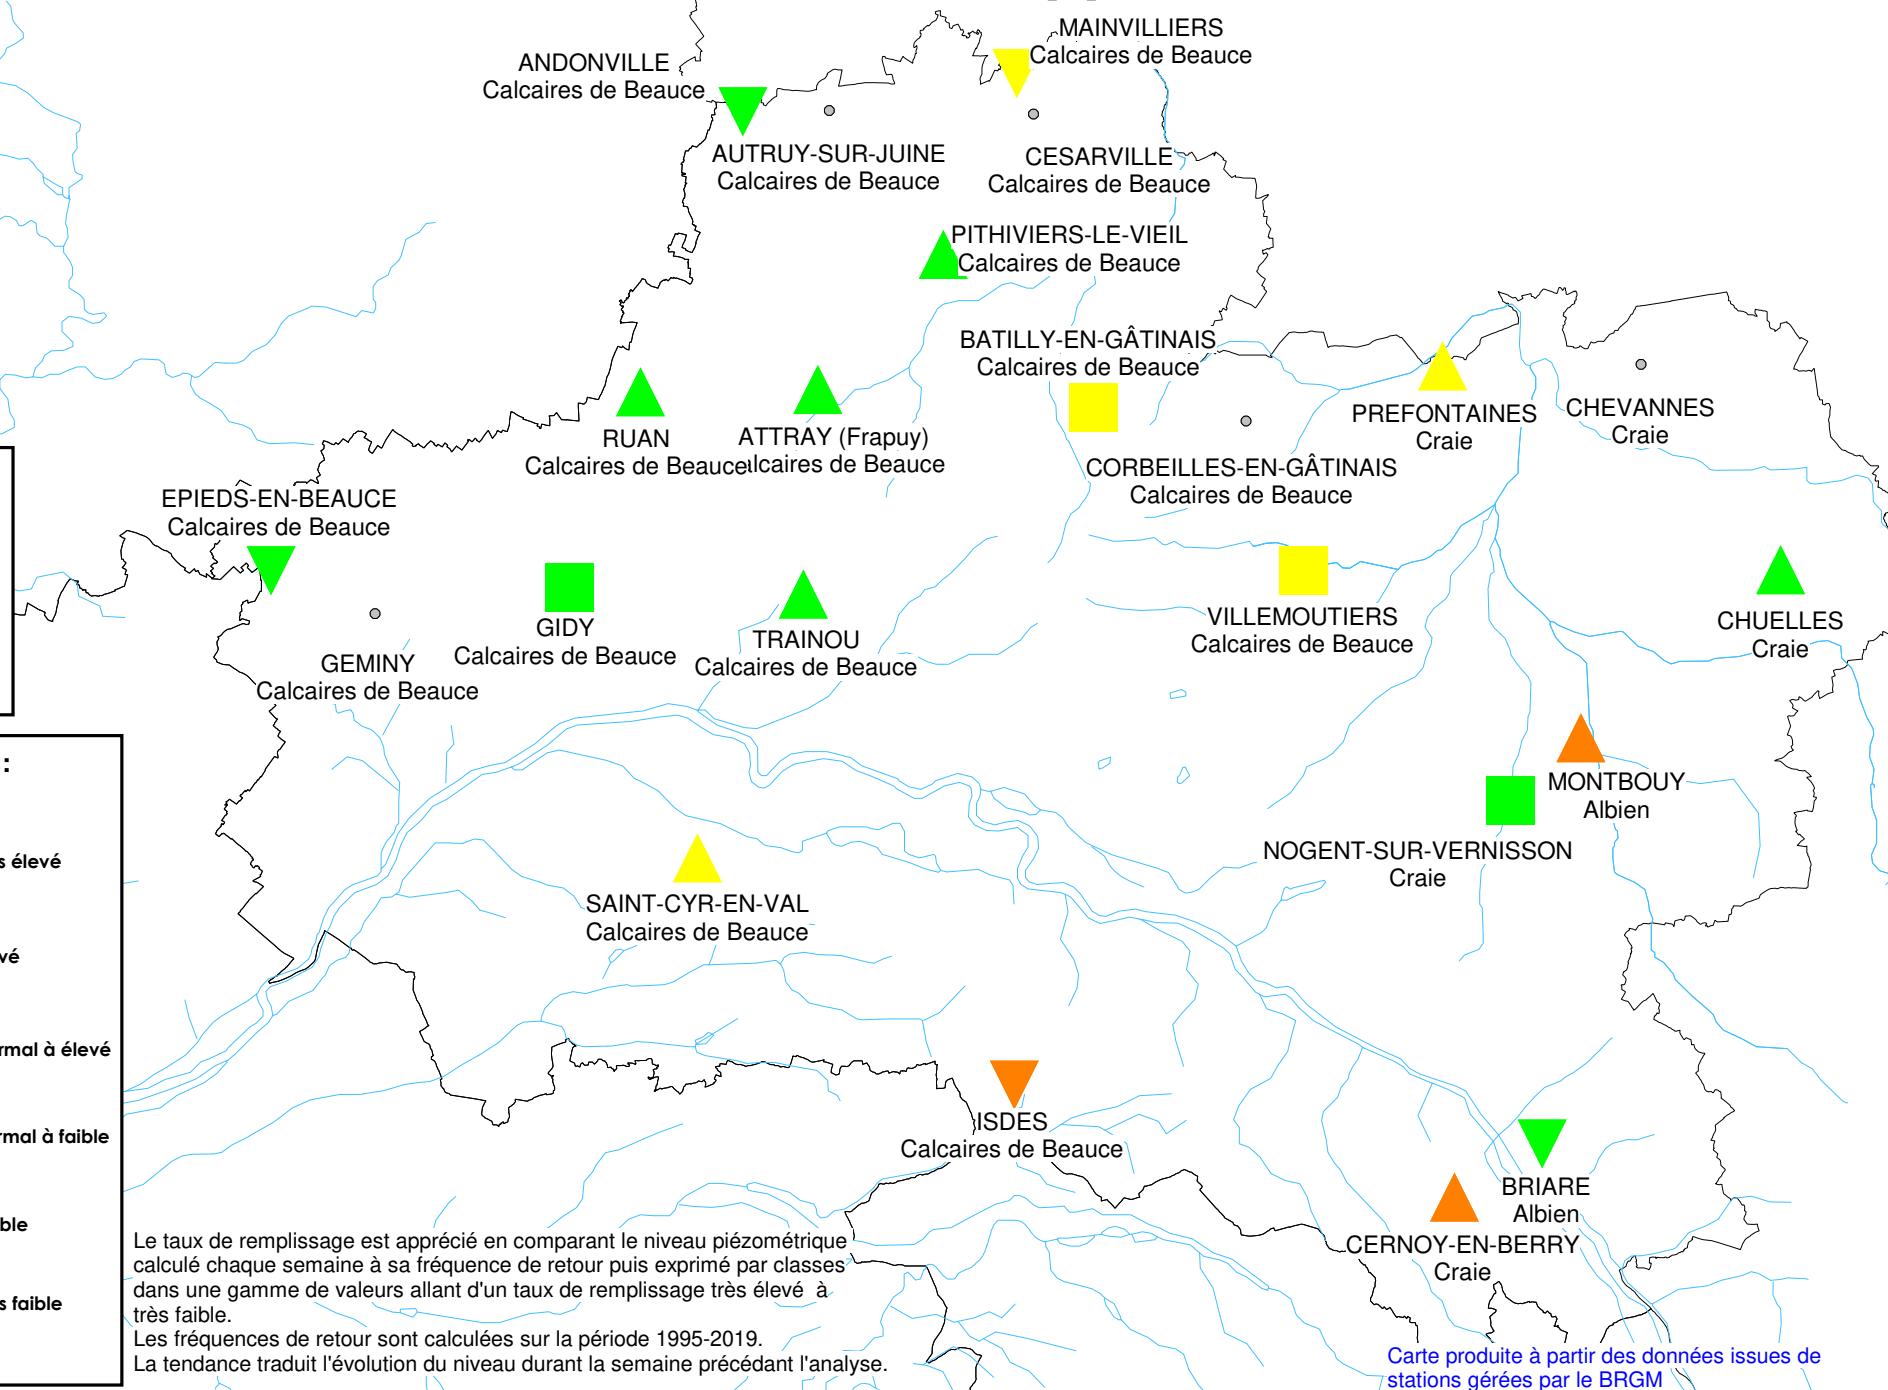 MAINVILLIERS
Calcaires de Beauce
ANDONVILLE
Calcaires de Beauce
AUTRUY-SUR-JUINE
Calcaires de Beauce
CESARVILLE
Calcaires de Beauce
PITHIVIERS-LE-VIEIL
Calcaires de Beauce
BATILLY-EN-GÂTINAIS
Calcaires de Beauce
PREFONTAINES
Craie
CHEVANNES
Craie
RUAN
Calcaires de Beauce
ATTRAY (Frapuy)
alcaires de Beauce
CORBEILLES-EN-GÂTINAIS
Calcaires de Beauce
EPIEDS-EN-BEAUCE
Calcaires de Beauce
GIDY
Calcaires de Beauce
TRAINOU
Calcaires de Beauce
VILLEMOUTIERS
Calcaires de Beauce
CHUELLES
Craie
GEMINY
Calcaires de Beauce
MONTBOUY
Albien
NOGENT-SUR-VERNISSON
Craie
SAINT-CYR-EN-VAL
Calcaires de Beauce
ISDES
Calcaires de Beauce
BRIARE
Albien
CERNOY-EN-BERRY
Craie
:
s élevé
vé
rmal à élevé
rmal à faible
ble
s faible
Le taux de remplissage est apprécié en comparant le niveau piézométrique
calculé chaque semaine à sa fréquence de retour puis exprimé par classes
dans une gamme de valeurs allant d'un taux de remplissage très élevé à
très faible.
Les fréquences de retour sont calculées sur la période 1995-2019.
La tendance traduit l'évolution du niveau durant la semaine précédant l'analyse.
Carte produite à partir des données issues de
stations gérées par le BRGM